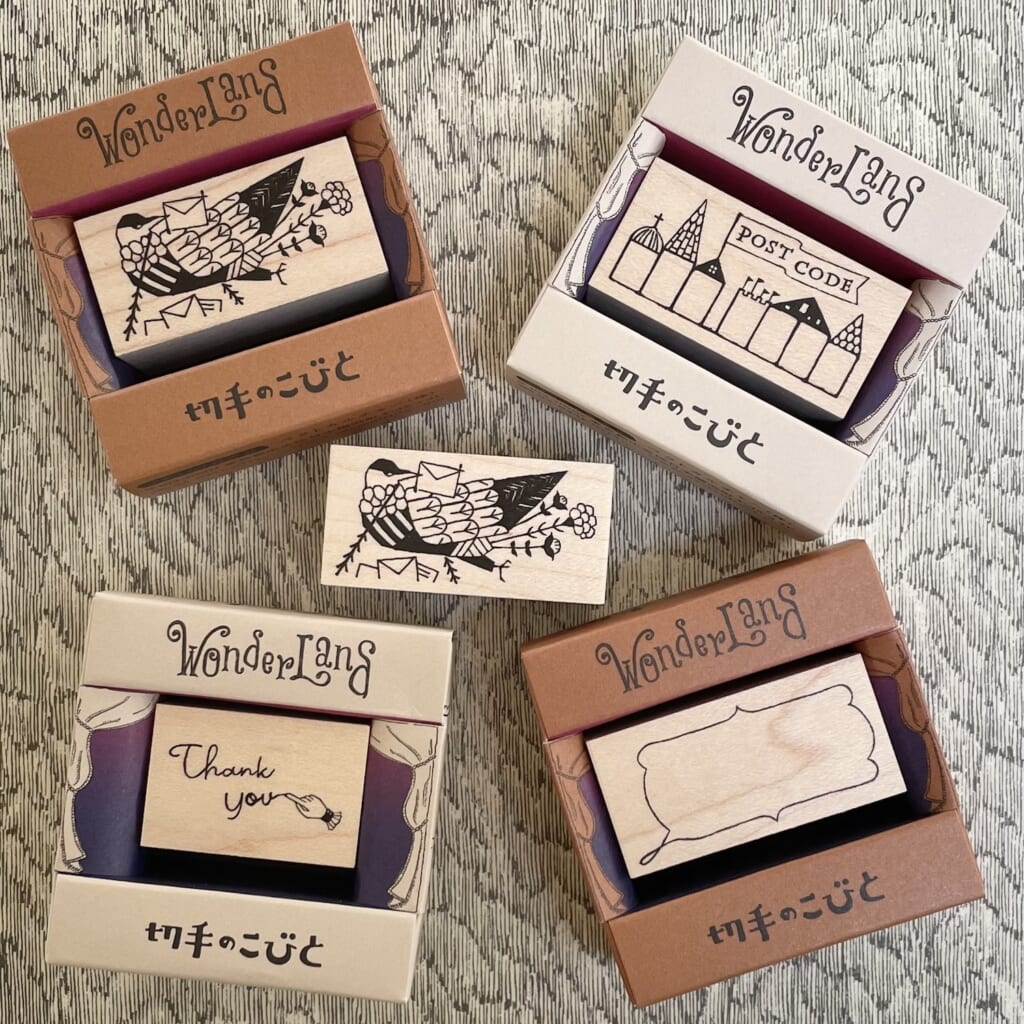 WonderLand
切手のこびと
WonderLand
POST CODE
切手のこびと
WonderLand
Thank
you
切手のこびと
WonderLand
切手のこびと